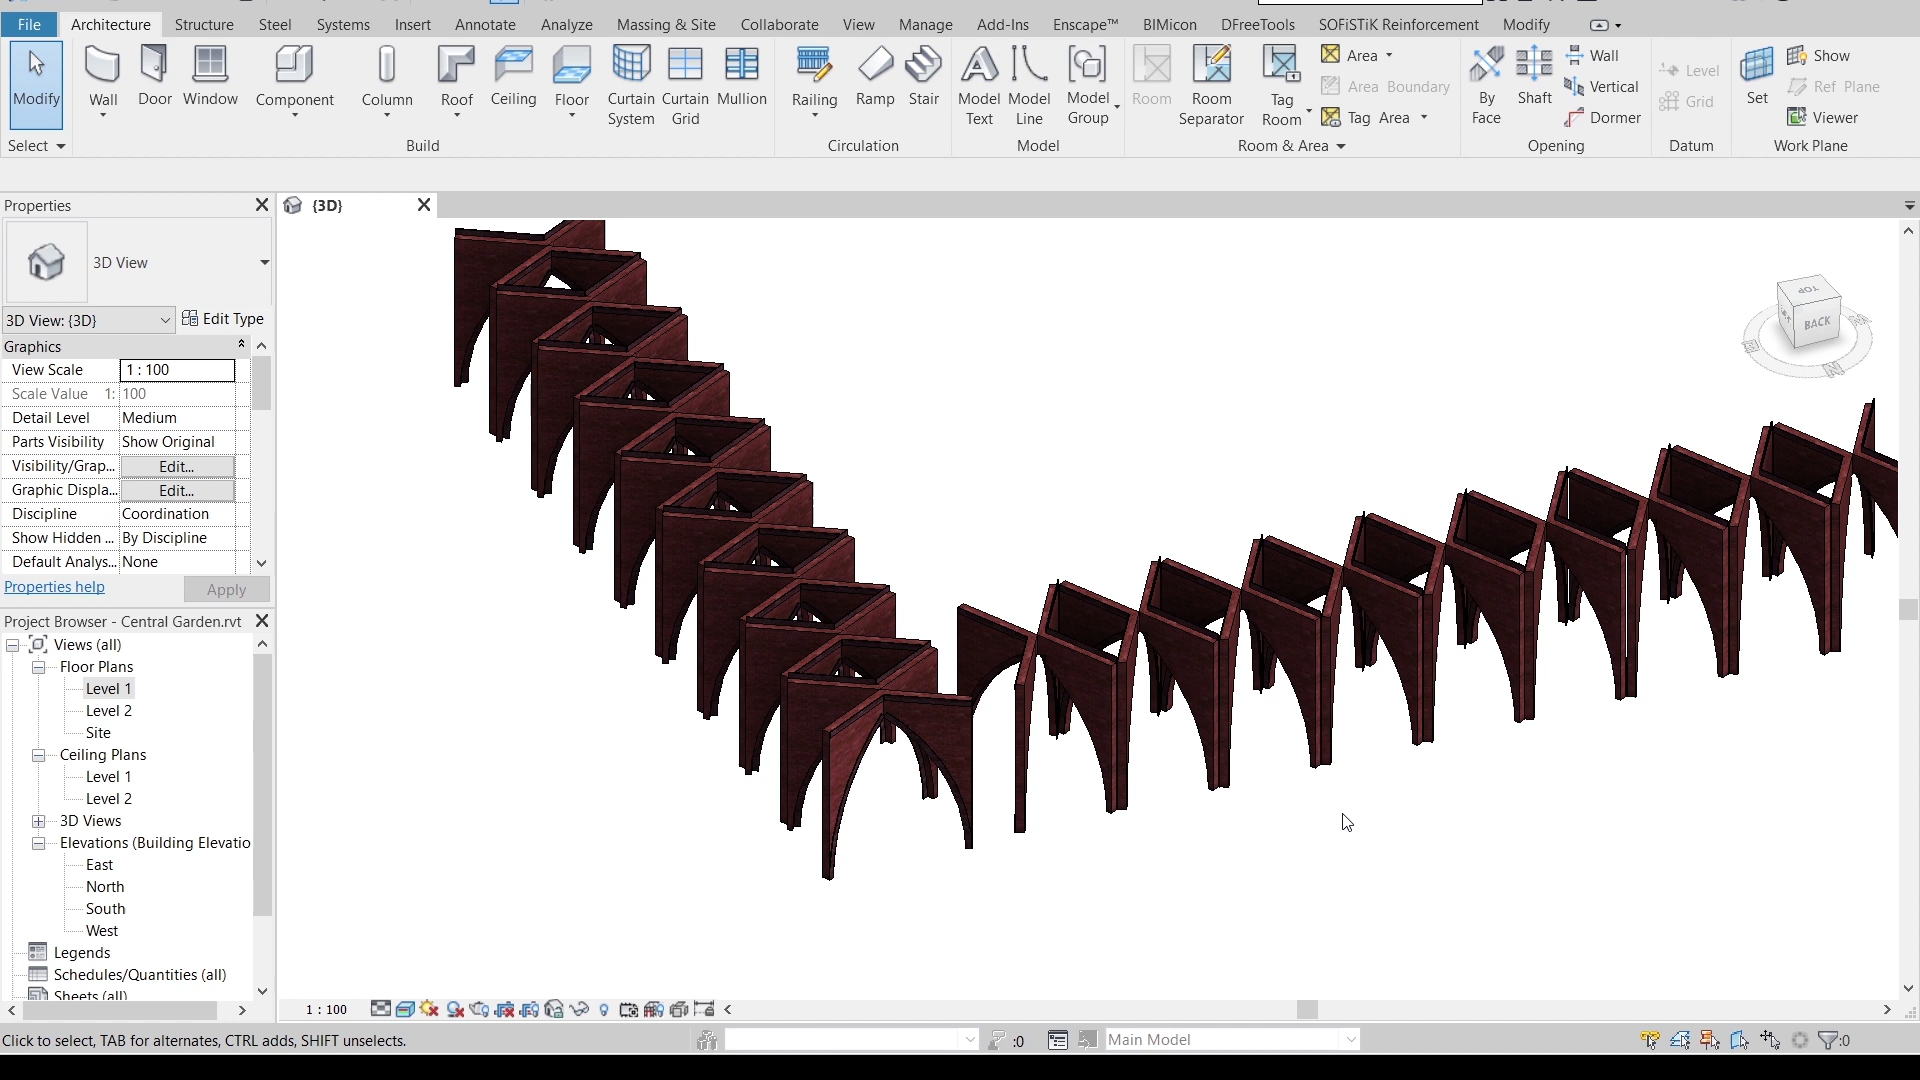 File Architecture Structure Steel Systems Insert Annotate Analyze Massing & Site Collaborate View Manage Add-Ins Enscape™ BIMicon DFreeTools SOFiSTiK Reinforcement Modify
Modify Wall Door Window Component Column Roof Ceiling Floor Curtain System Curtain Grid Mullion Railing Ramp Stair Model Text Model Line Model Group Room Room Separator Tag Room
Area
Area Boundary
Tag Area
By Face Shaft
Wall
Vertical
Dormer
Level
Grid
Set
Show
Ref Plane
Viewer
Select Build Circulation Model Room & Area Opening Datum Work Plane
Properties
{3D}
3D View
3D View: {3D} Edit Type
Graphics
View Scale 1 : 100
Scale Value 1: 100
Detail Level Medium
Parts Visibility Show Original
Visibility/Grap... Edit...
Graphic Displa... Edit...
Discipline Coordination
Show Hidden ... By Discipline
Default Analys... None
Properties help Apply
TOP
BACK
Project Browser - Central Garden.rvt
Views (all)
Floor Plans
Level 1
Level 2
Site
Ceiling Plans
Level 1
Level 2
3D Views
Elevations (Building Elevatio
East
North
South
West
Legends
Schedules/Quantities (all)
Sheets (all)
1 : 100
Click to select, TAB for alternates, CTRL adds, SHIFT unselects. :0 Main Model :0